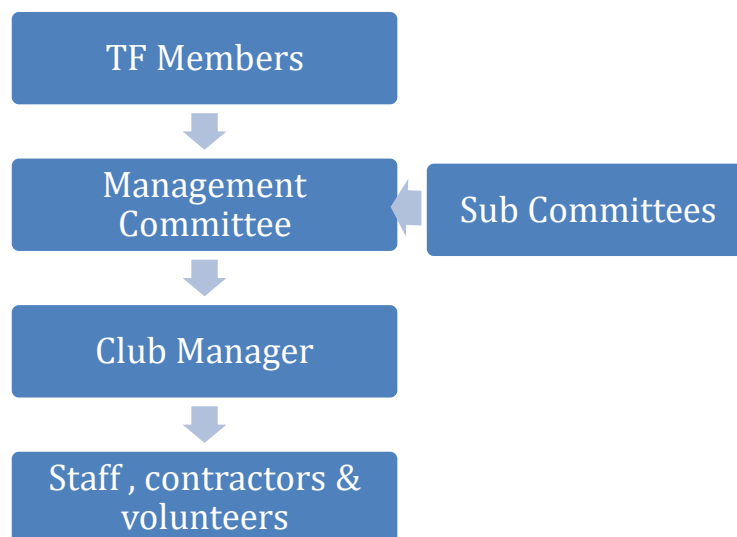 TF Members
Management
Committee
Sub Committees
Club Manager
Staff , contractors &
volunteers